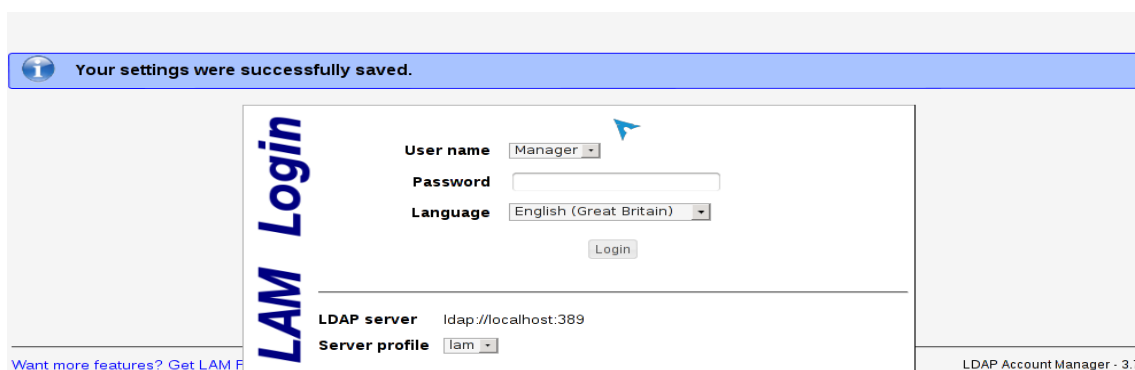 Your settings were successfully saved.
LAM Login
User name Manager
Password
Language English (Great Britain)
Login
LDAP server ldap://localhost:389
Server profile lam
Want more features? Get LAM
LDAP Account Manager - 3.